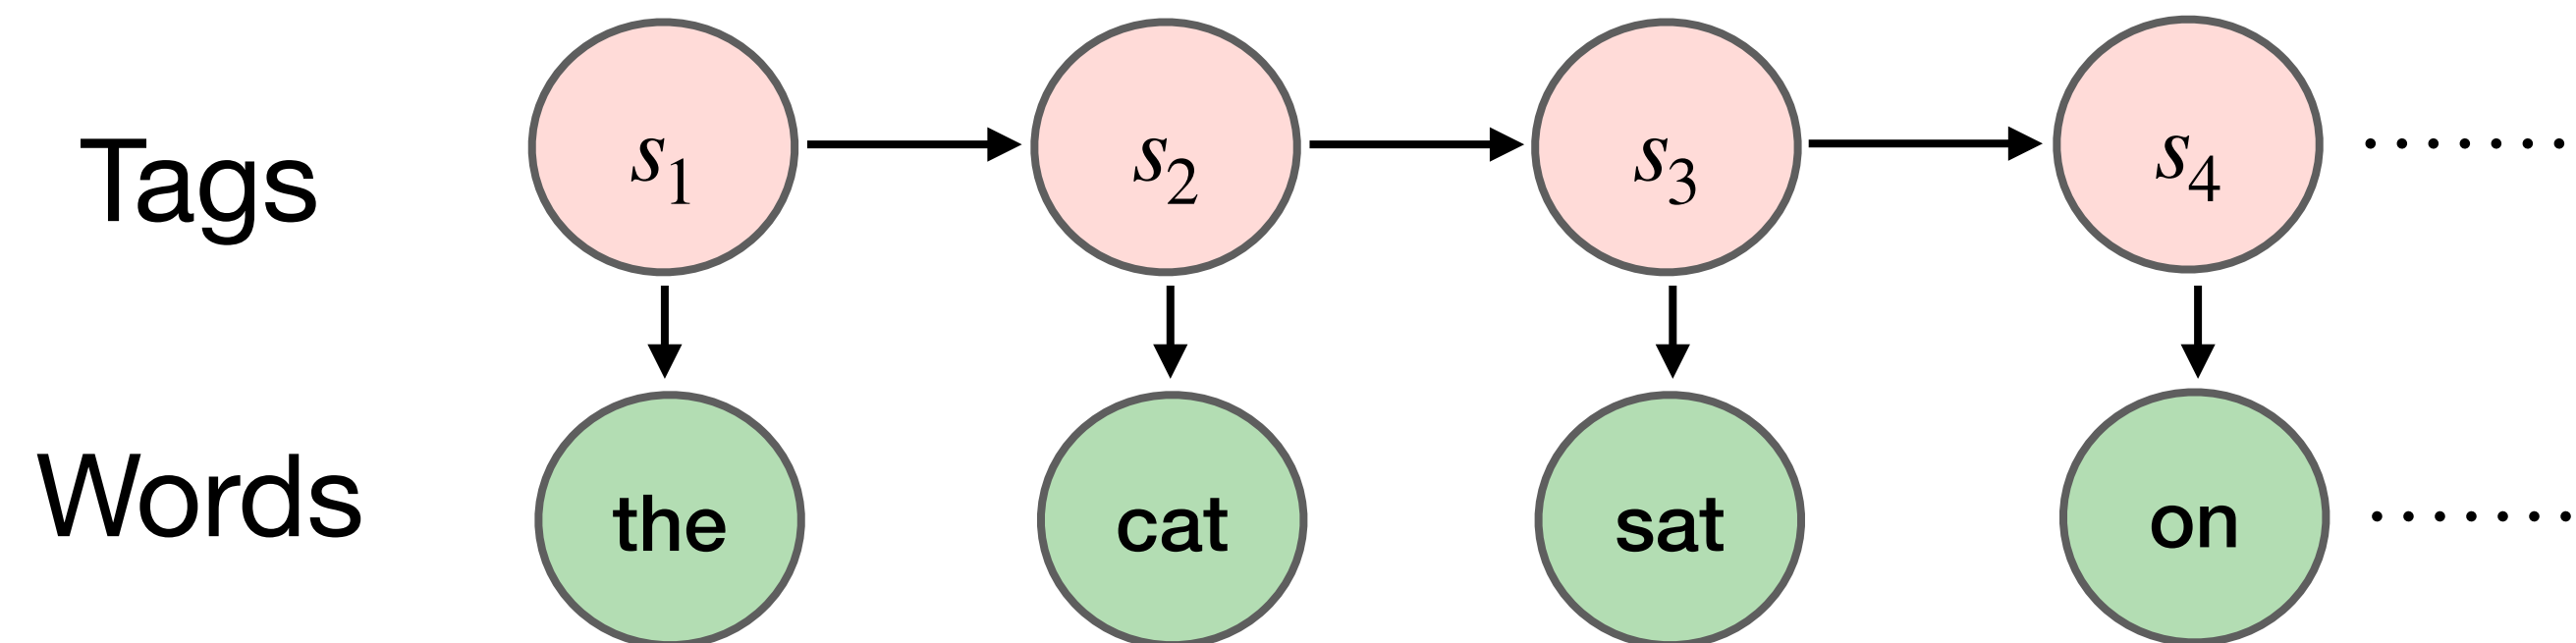 Tags s₁ s₂ s₃ s₄ .......
Words the cat sat on .......